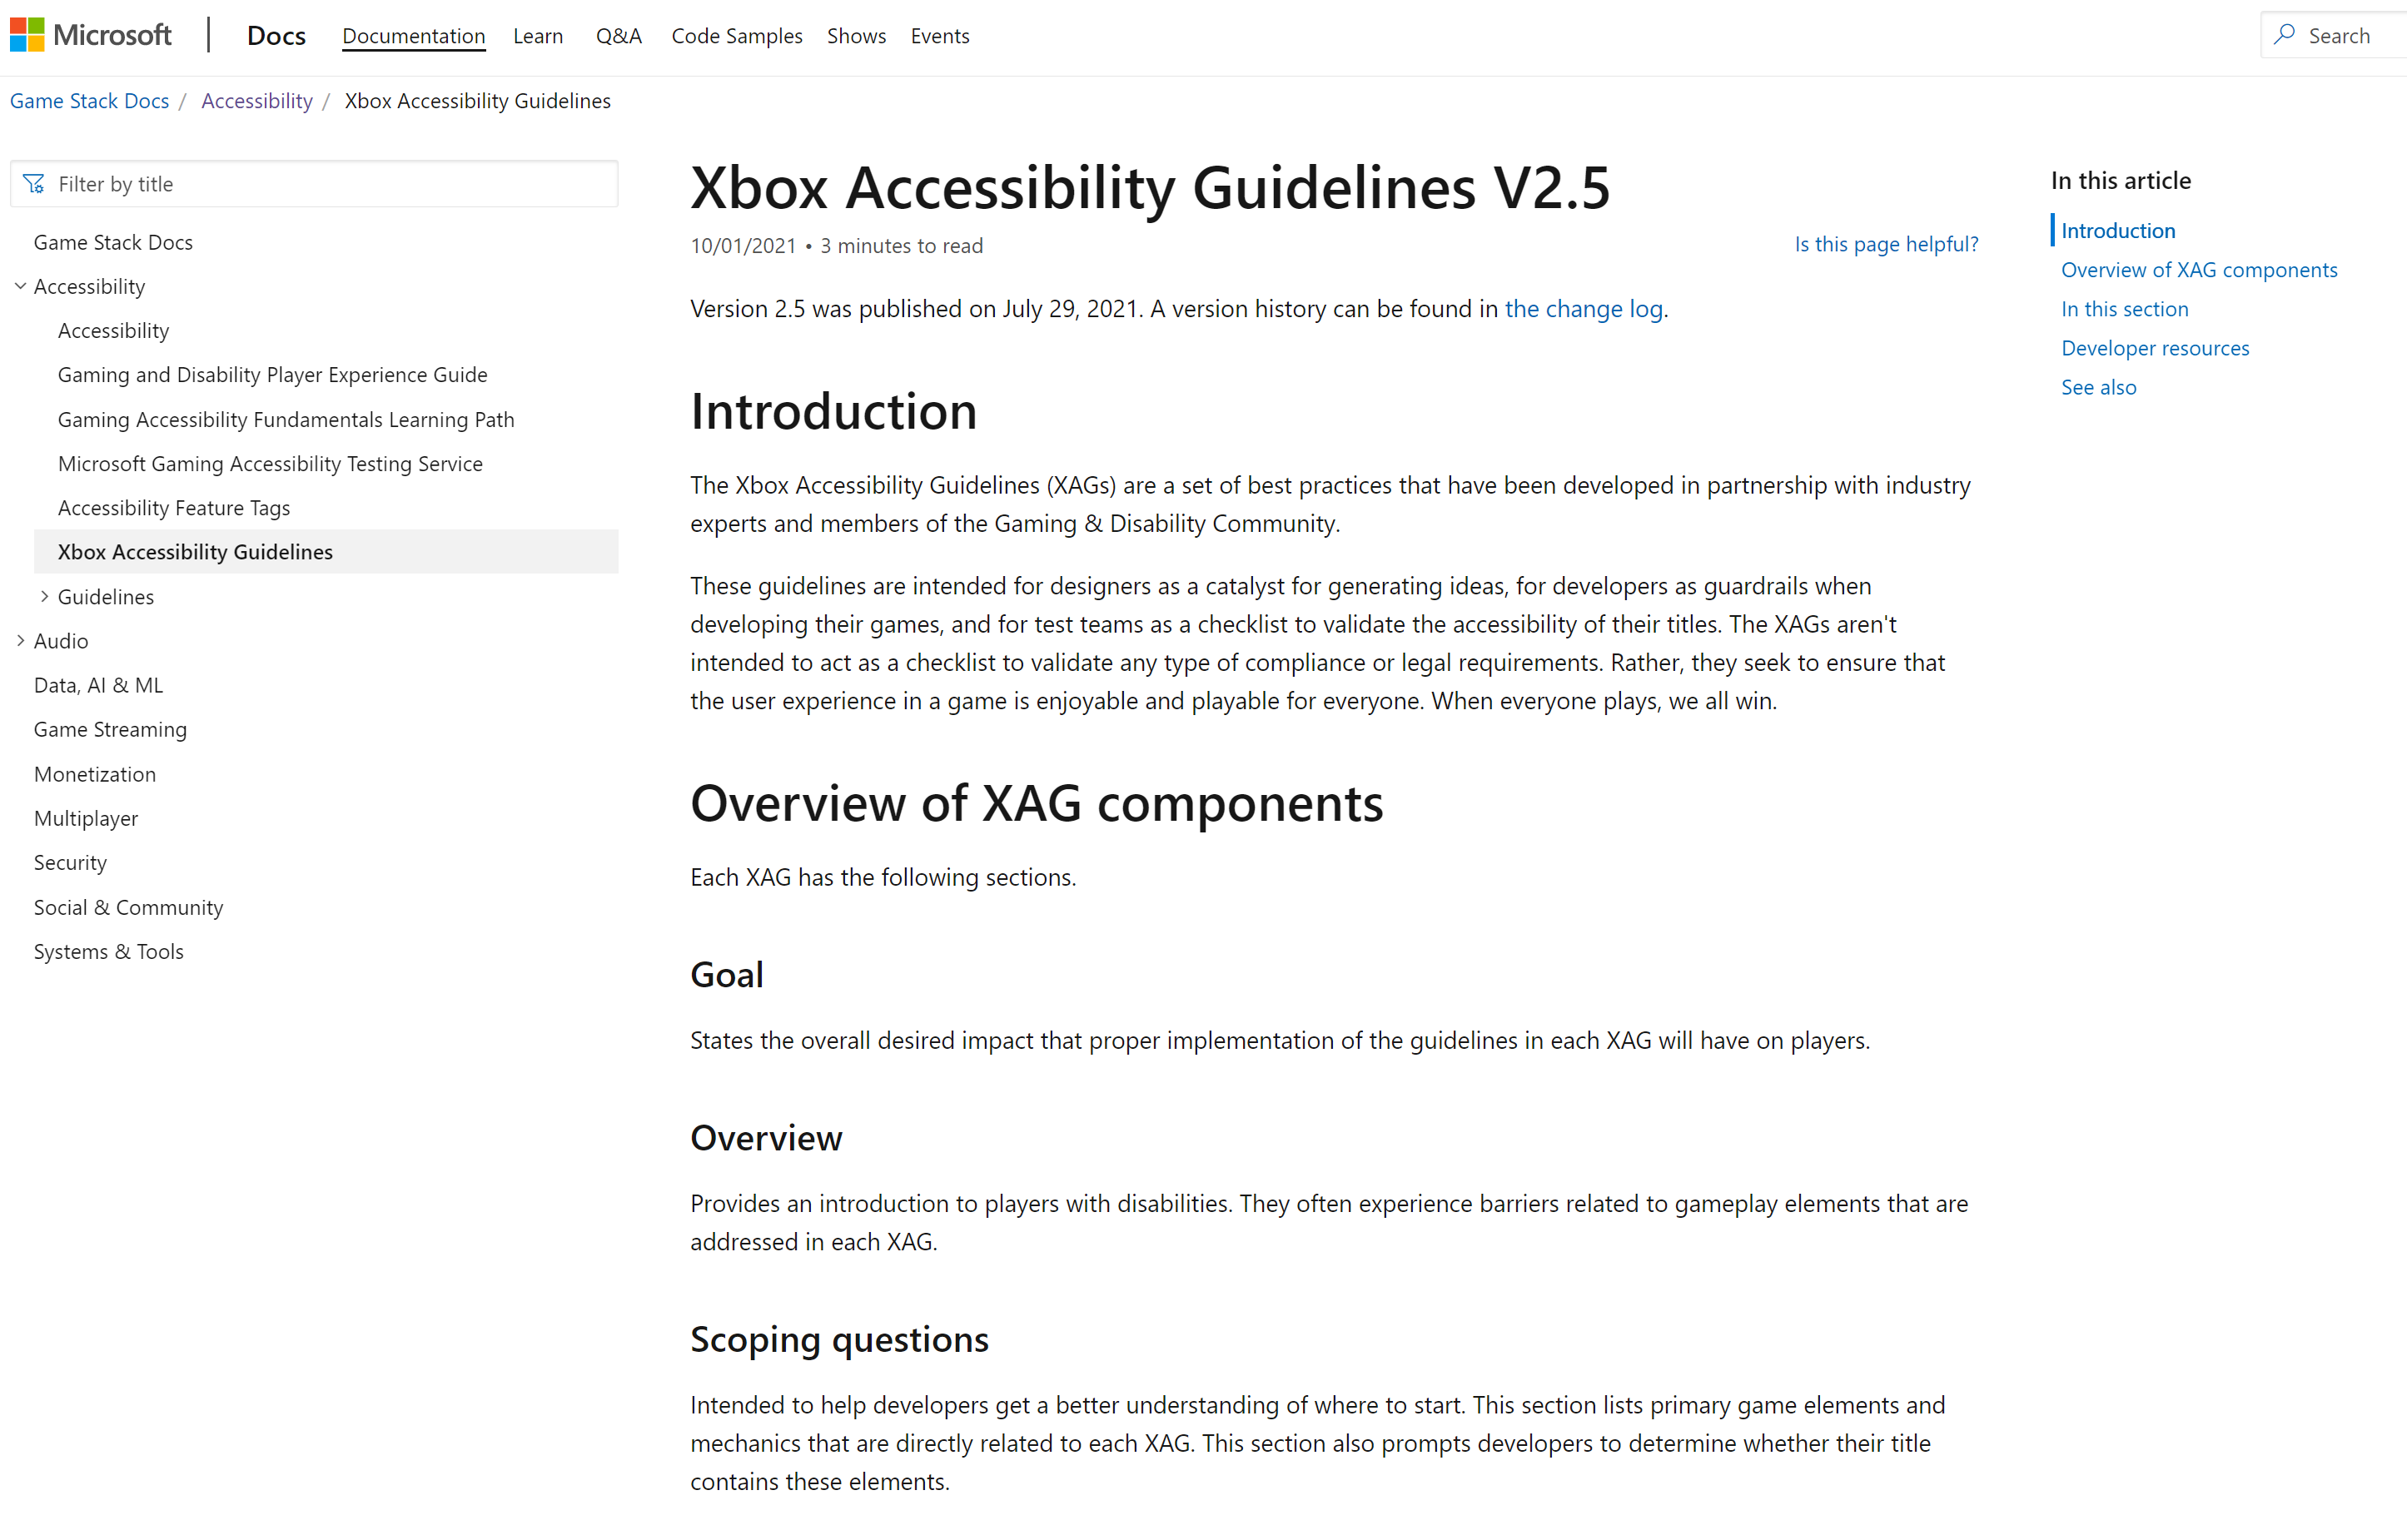 Microsoft Docs Documentation Learn Q&A Code Samples Shows Events Search
Game Stack Docs / Accessibility / Xbox Accessibility Guidelines
Filter by title
Game Stack Docs
Accessibility
Accessibility
Gaming and Disability Player Experience Guide
Gaming Accessibility Fundamentals Learning Path
Microsoft Gaming Accessibility Testing Service
Accessibility Feature Tags
Xbox Accessibility Guidelines
Guidelines
Audio
Data, AI & ML
Game Streaming
Monetization
Multiplayer
Security
Social & Community
Systems & Tools
Xbox Accessibility Guidelines V2.5
10/01/2021 • 3 minutes to read
Is this page helpful?
Version 2.5 was published on July 29, 2021. A version history can be found in the change log.
Introduction
The Xbox Accessibility Guidelines (XAGs) are a set of best practices that have been developed in partnership with industry
experts and members of the Gaming & Disability Community.
These guidelines are intended for designers as a catalyst for generating ideas, for developers as guardrails when
developing their games, and for test teams as a checklist to validate the accessibility of their titles. The XAGs aren't
intended to act as a checklist to validate any type of compliance or legal requirements. Rather, they seek to ensure that
the user experience in a game is enjoyable and playable for everyone. When everyone plays, we all win.
Overview of XAG components
Each XAG has the following sections.
Goal
States the overall desired impact that proper implementation of the guidelines in each XAG will have on players.
Overview
Provides an introduction to players with disabilities. They often experience barriers related to gameplay elements that are
addressed in each XAG.
Scoping questions
Intended to help developers get a better understanding of where to start. This section lists primary game elements and
mechanics that are directly related to each XAG. This section also prompts developers to determine whether their title
contains these elements.
In this article
Introduction
Overview of XAG components
In this section
Developer resources
See also